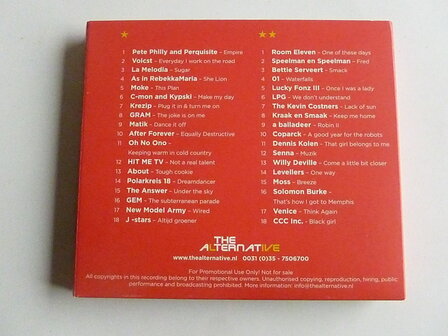 ★
1 Pete Philly and Perquisite – Empire
2 Voicst – Everyday I work on the road
3 La Melodia – Sugar
4 As in RebekkaMaria – She Lion
5 Moke – This Plan
6 C-mon and Kypski – Make my day
7 Krezip – Plug it in & turn me on
8 GRAM – The joke is on me
9 Matik – Dance it off
10 After Forever – Equally Destructive
11 Oh No Ono -
Keeping warm in cold country
12 HIT ME TV – Not a real talent
13 About – Tough cookie
14 Polarkreis 18 – Dreamdancer
15 The Answer – Under the sky
16 GEM – The subterranean parade
17 New Model Army – Wired
18 J -stars – Altijd groener
★★
1 Room Eleven – One of these days
2 Speelman en Speelman – Fred
3 Bettie Serveert – Smack
4 O1 – Waterfalls
5 Lucky Fonz III – Once I was a lady
6 LPG – We don't understand
7 The Kevin Costners – Lack of sun
8 Kraak en Smaak – Keep me home
9 a balladeer – Robin II
10 Coparck – A good year for the robots
11 Dennis Kolen – That girl belongs to me
12 Senna – Muzik
13 Willy Deville – Come a little bit closer
14 Levellers – One way
15 Moss – Breeze
16 Solomon Burke -
That's how I got to Memphis
17 Venice – Think Again
18 CCC Inc. – Black girl
THE
ALTERNATIVE
www.thealternative.nl 0031 (0)35 - 7506700
For Promotional Use Only! Not for sale
All copyrights in this recording belong to their respective owners. Unauthorised copying, reproduction, hiring, public
performance and broadcasting prohibited. More information: info@thealternative.nl